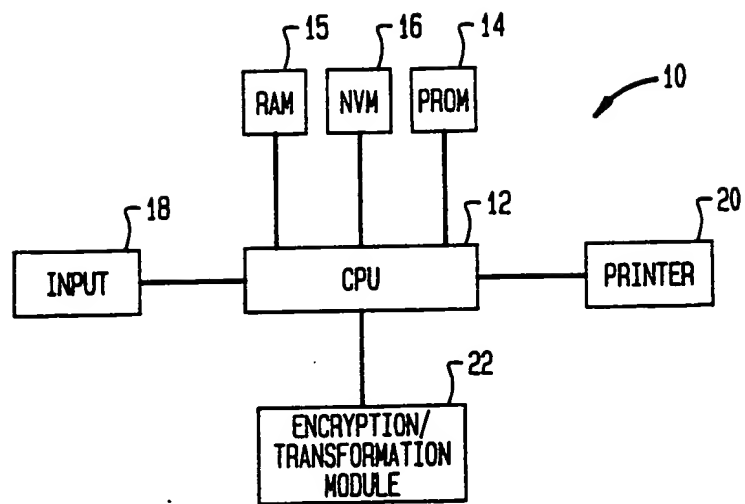 15
16
14
10
RAM
NVM
PROM
18
12
20
INPUT
CPU
PRINTER
22
ENCRYPTION/
TRANSFORMATION
MODULE